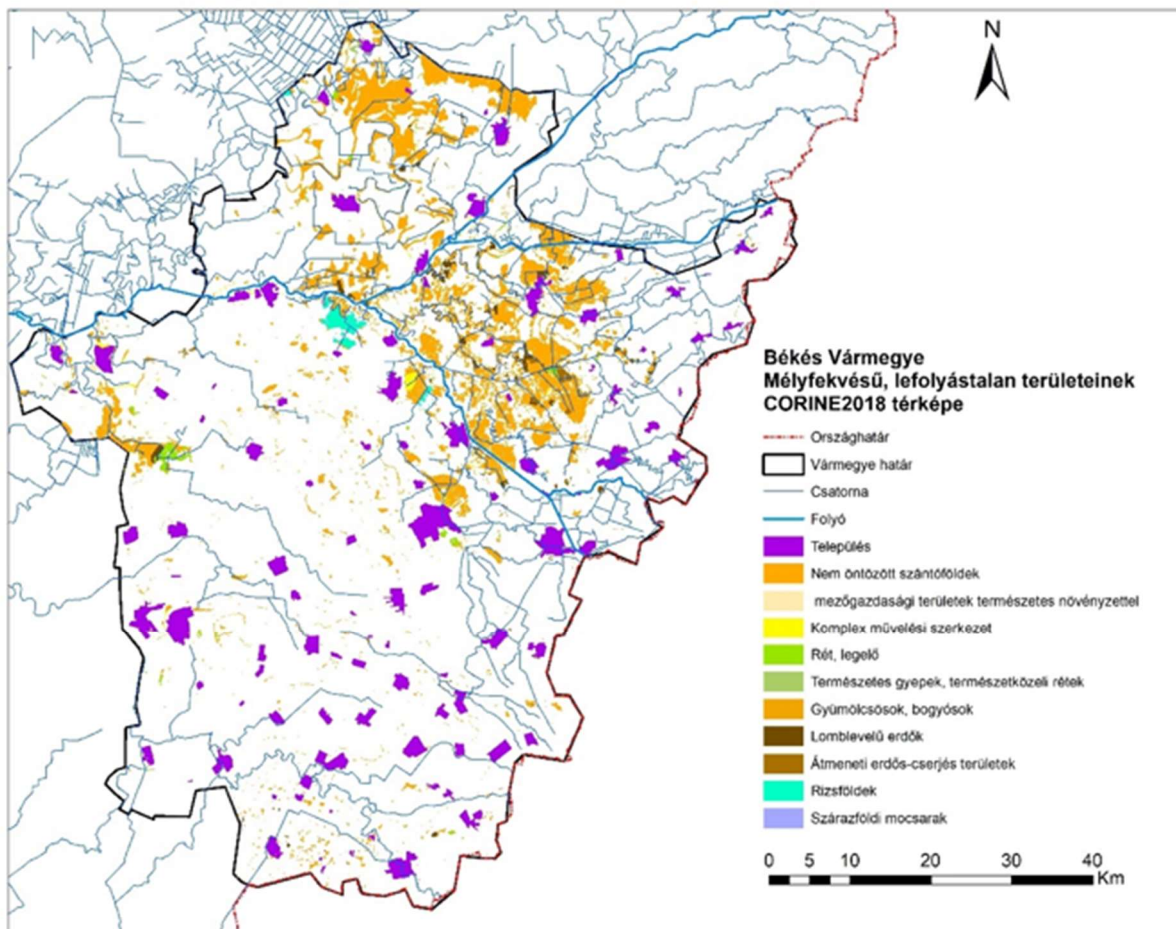 N
Békés Vármegye
Mélyfekvésű, lefolyástalan területeinek
CORINE2018 térképe
Országhatár
Vármegye határ
Csatorna
Folyó
Település
Nem öntözött szántóföldek
mezőgazdasági területek természetes növényzettel
Komplex művelési szerkezet
Rét, legelő
Természetes gyepek, természetközeli rétek
Gyümölcsösok, bogyósok
Lomblevelű erdők
Átmeneti erdős-cserjés területek
Rizsföldek
Szárazföldi mocsarak
0 5 10 20 30 40
Km